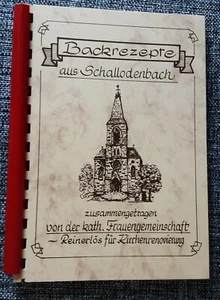 Backrezepte
aus Schallodenbach
zusammengetragen
von der kath. Frauengemeinschaft
~ Reinerlös für Kirchenrenovierung